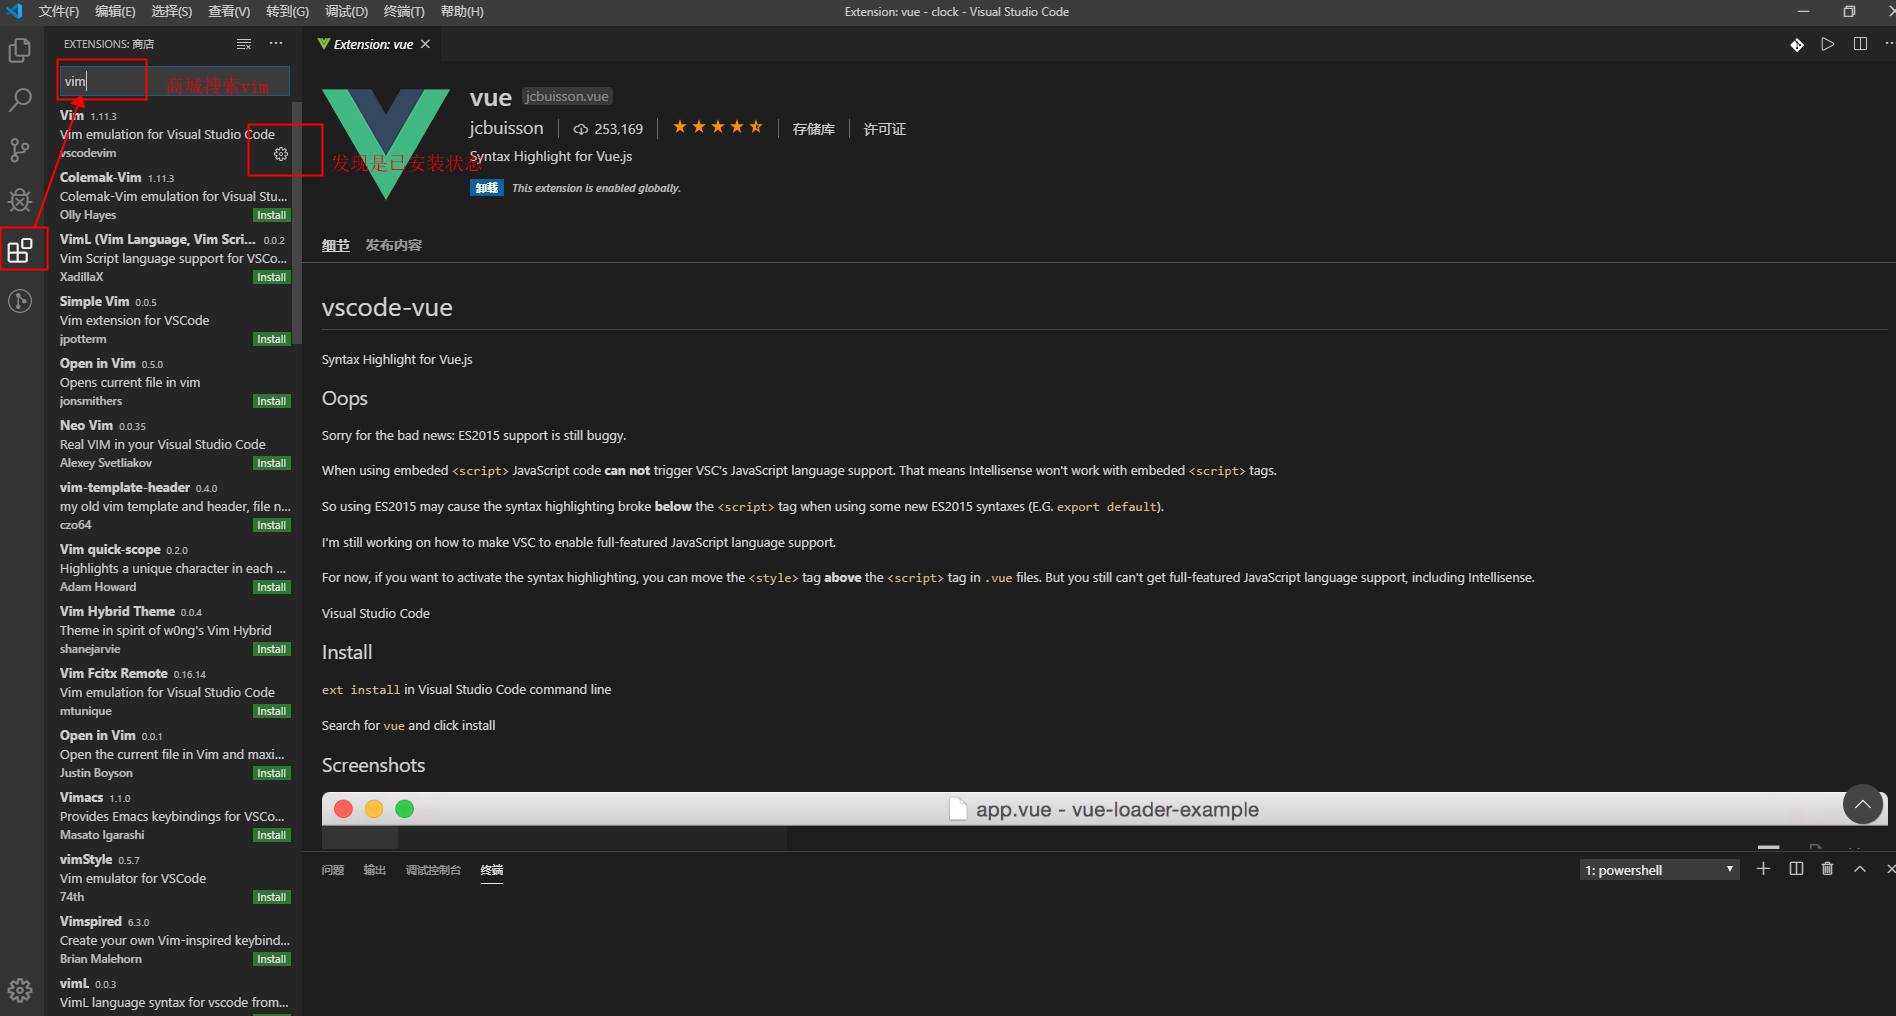 文件(F) 编辑(E) 选择(S) 查看(V) 转到(G) 调试(D) 终端(T) 帮助(H)
Extension: vue - clock - Visual Studio Code
EXTENSIONS: 商店
Extension: vue
vim
商城搜索vim
Vim 1.11.3
Vim emulation for Visual Studio Code
vscodevim
发现是已安装状态
Colemak-Vim 1.11.3
Colemak-Vim emulation for Visual Stu...
Olly Hayes Install
VimL (Vim Language, Vim Scri... 0.0.2
Vim Script language support for VSCo...
XadillaX Install
Simple Vim 0.0.5
Vim extension for VSCode
jpotterm Install
Open in Vim 0.5.0
Opens current file in vim
jonsmithers Install
Neo Vim 0.0.35
Real VIM in your Visual Studio Code
Alexey Svetliakov Install
vim-template-header 0.4.0
my old vim template and header, file n...
czo64 Install
Vim quick-scope 0.2.0
Highlights a unique character in each ...
Adam Howard Install
Vim Hybrid Theme 0.0.4
Theme in spirit of w0ng's Vim Hybrid
shanejarvie Install
Vim Fcitx Remote 0.16.14
Vim emulation for Visual Studio Code
mtunique Install
Open in Vim 0.0.1
Open the current file in Vim and maxi...
Justin Boyson Install
Vimacs 1.1.0
Provides Emacs keybindings for VSCo...
Masato Igarashi Install
vimStyle 0.5.7
Vim emulator for VSCode
74th Install
Vimspired 6.3.0
Create your own Vim-inspired keybind...
Brian Malehorn Install
vimL 0.0.3
VimL language syntax for vscode from...
vue jcbuisson.vue
jcbuisson 253,169 存储库 许可证
Syntax Highlight for Vue.js
卸载 This extension is enabled globally.
细节 发布内容
vscode-vue
Syntax Highlight for Vue.js
Oops
Sorry for the bad news: ES2015 support is still buggy.
When using embeded <script> JavaScript code can not trigger VSC's JavaScript language support. That means Intellisense won't work with embeded <script> tags.
So using ES2015 may cause the syntax highlighting broke below the <script> tag when using some new ES2015 syntaxes (E.G. export default).
I'm still working on how to make VSC to enable full-featured JavaScript language support.
For now, if you want to activate the syntax highlighting, you can move the <style> tag above the <script> tag in .vue files. But you still can't get full-featured JavaScript language support, including Intellisense.
Visual Studio Code
Install
ext install in Visual Studio Code command line
Search for vue and click install
Screenshots
app.vue - vue-loader-example
问题 输出 调试控制台 终端
1: powershell